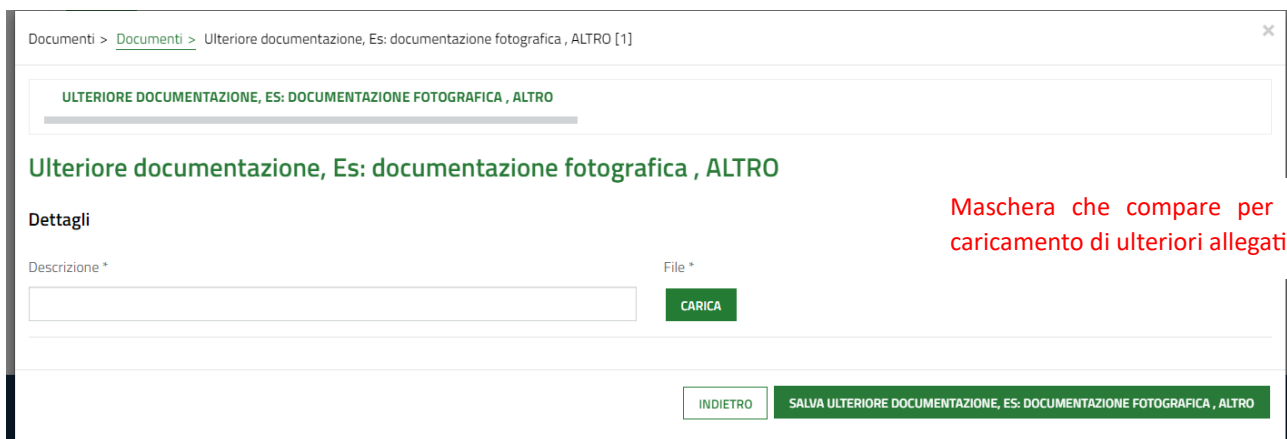 Documenti > Documenti > Ulteriore documentazione, Es: documentazione fotografica , ALTRO [1]
×
ULTERIORE DOCUMENTAZIONE, ES: DOCUMENTAZIONE FOTOGRAFICA , ALTRO
Ulteriore documentazione, Es: documentazione fotografica , ALTRO
Maschera che compare per
caricamento di ulteriori allegati
Dettagli
Descrizione *
File *
CARICA
INDIETRO
SALVA ULTERIORE DOCUMENTAZIONE, ES: DOCUMENTAZIONE FOTOGRAFICA , ALTRO